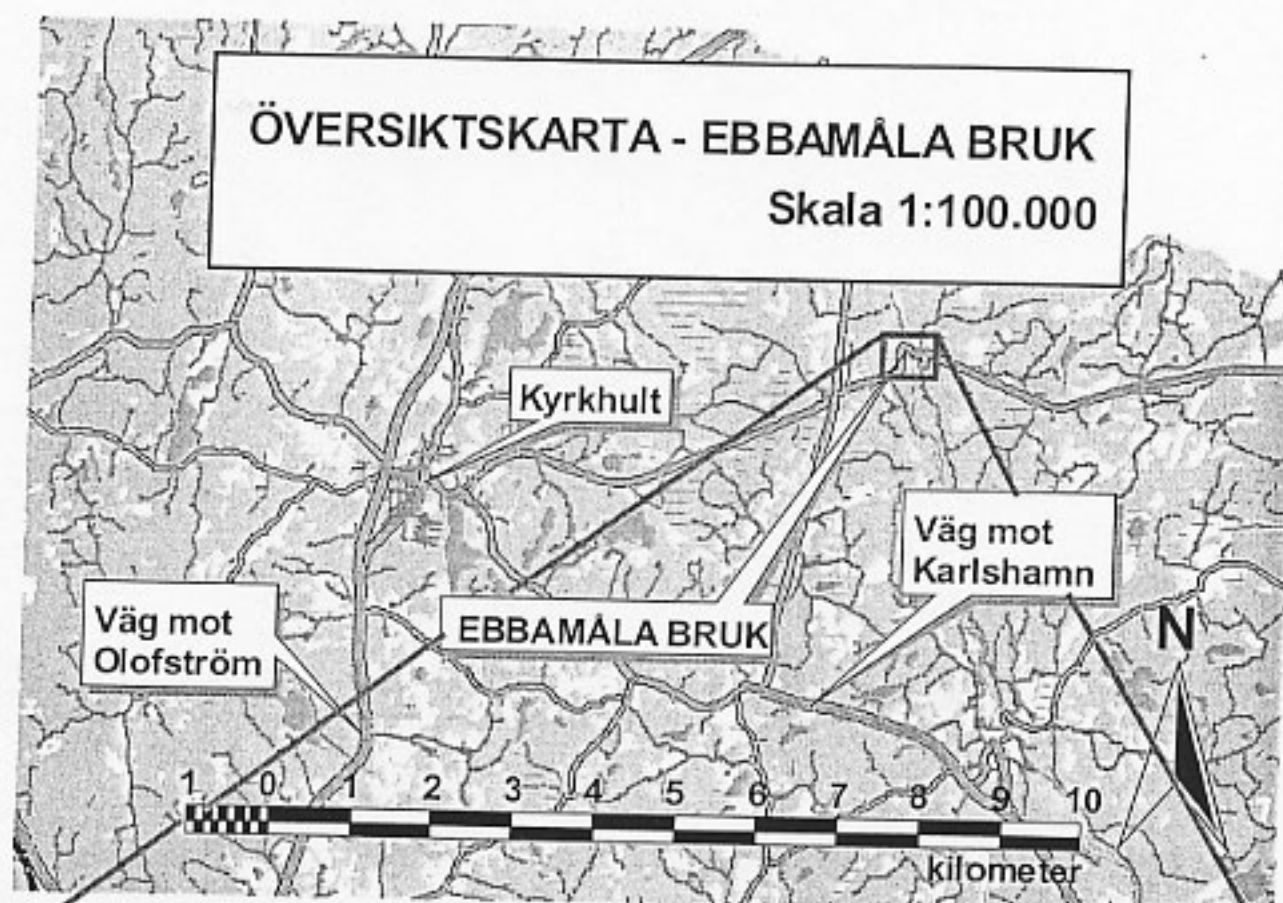 ÖVERSIKTSKARTA - EBBAMÅLA BRUK
Skala 1:100.000
Kyrkhult
Väg mot
Karlshamn
Väg mot
Olofström
EBBAMÅLA BRUK
N
1 0 1 2 3 4 5 6 7 8 9 10
kilometer